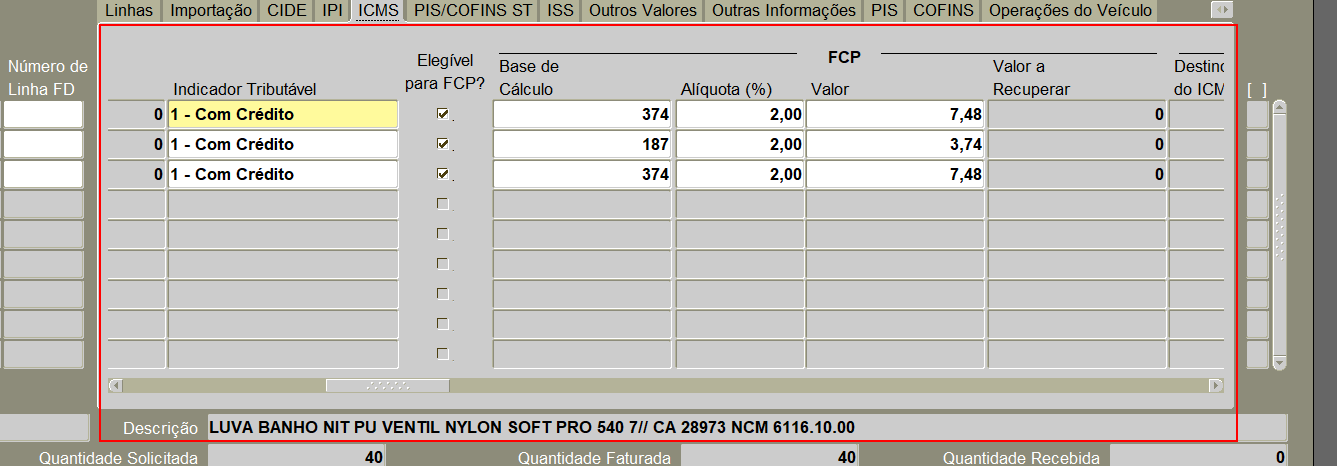 Linhas Importação CIDE IPI ICMS PIS/COFINS ST ISS Outros Valores Outras Informações PIS COFINS Operações do Veículo
FCP
Número de Linha FD
Indicador Tributável
Elegível para FCP?
Base de Cálculo
Alíquota (%)
Valor
Valor a Recuperar
do ICM
[ ]
0 1 - Com Crédito 374 2,00 7,48 0
0 1 - Com Crédito 187 2,00 3,74 0
0 1 - Com Crédito 374 2,00 7,48 0
Descrição LUVA BANHO NIT PU VENTIL NYLON SOFT PRO 540 7// CA 28973 NCM 6116.10.00
Quantidade Solicitada 40 Quantidade Faturada 40 Quantidade Recebida 0